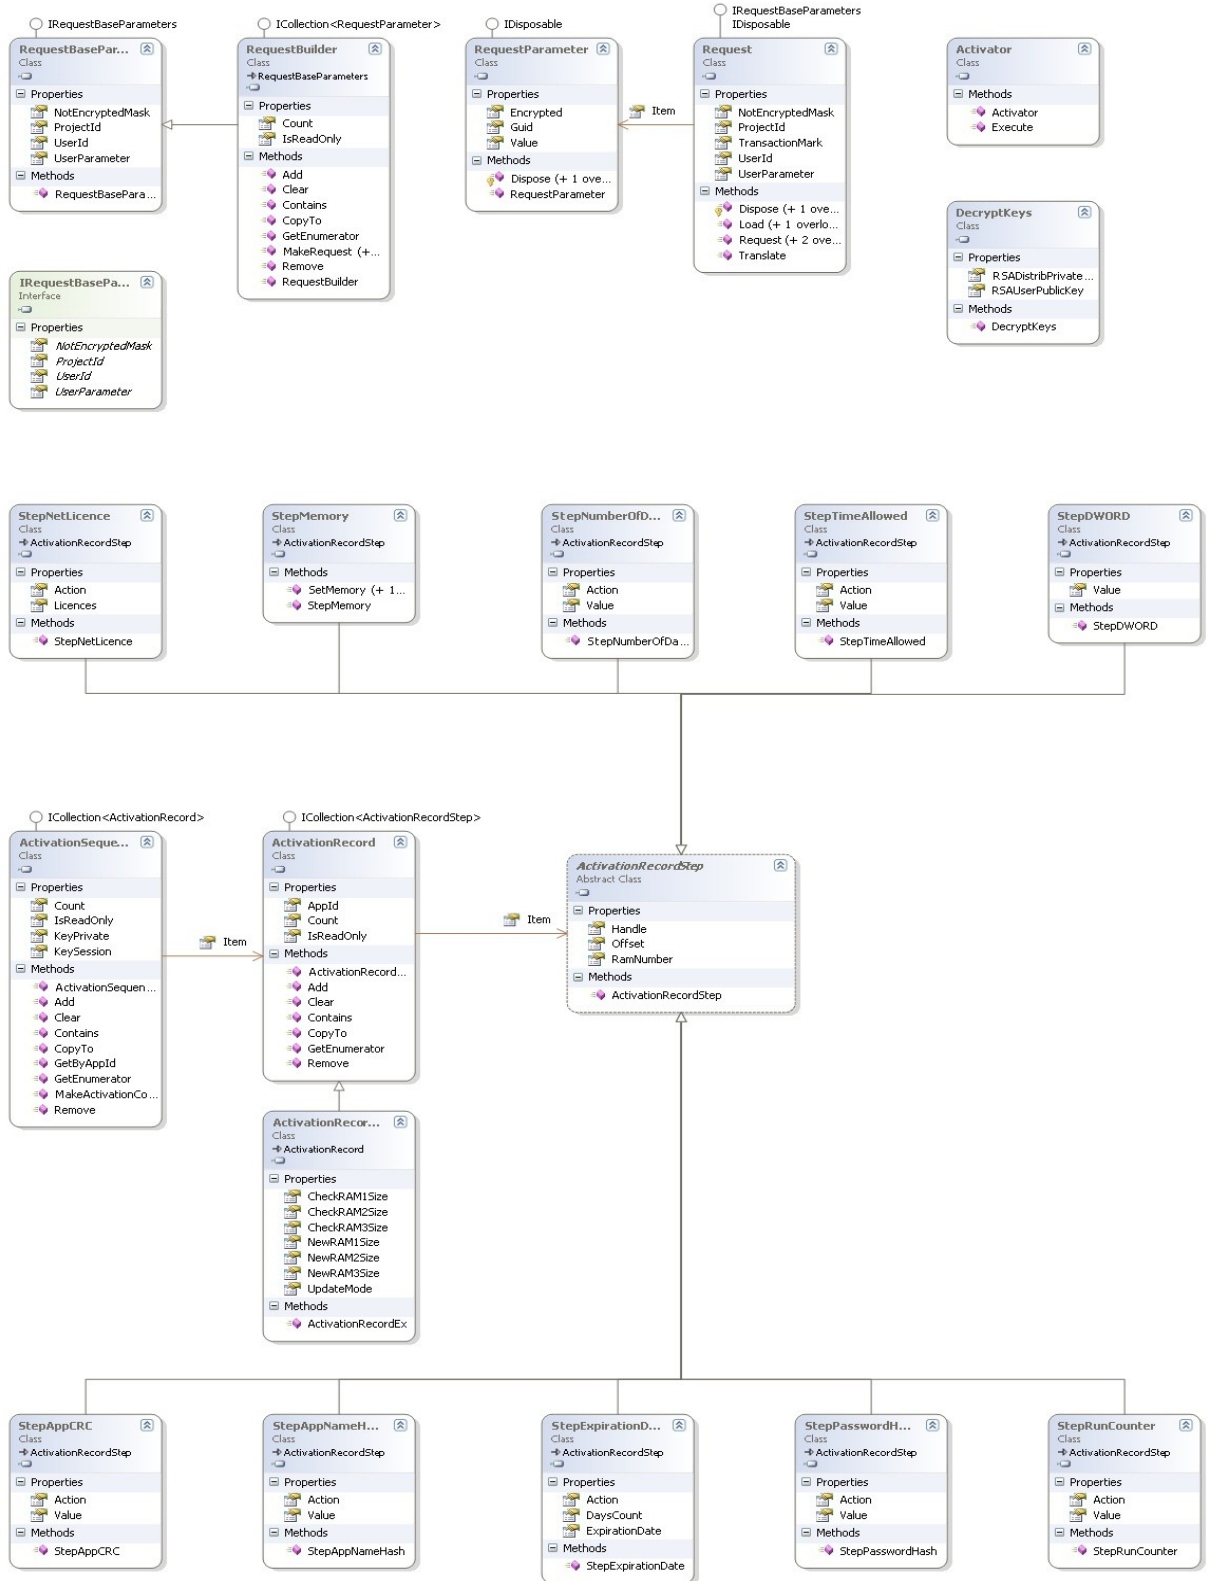 IRequestBaseParameters
RequestBasePar...
Class
Properties
NotEncryptedMask
ProjectId
UserId
UserParameter
Methods
RequestBasePara...
ICollection<RequestParameter>
RequestBuilder
Class
RequestBaseParameters
Properties
Count
IsReadOnly
Methods
Add
Clear
Contains
CopyTo
GetEnumerator
MakeRequest (+...
Remove
RequestBuilder
IDisposable
RequestParameter
Class
Properties
Encrypted
Guid
Value
Methods
Dispose (+ 1 ove...
RequestParameter
Item
IRequestBaseParameters
IDisposable
Request
Class
Properties
NotEncryptedMask
ProjectId
TransactionMark
UserId
UserParameter
Methods
Dispose (+ 1 ove...
Load (+ 1 overlo...
Request (+ 2 ove...
Translate
Activator
Class
Methods
Activator
Execute
DecryptKeys
Class
Properties
RSADistribPrivate...
RSAUserPublicKey
Methods
DecryptKeys
IRequestBasePa...
Interface
Properties
NotEncryptedMask
ProjectId
UserId
UserParameter
StepNetLicence
Class
ActivationRecordStep
Properties
Action
Licences
Methods
StepNetLicence
StepMemory
Class
ActivationRecordStep
Methods
SetMemory (+ 1...
StepMemory
StepNumberOfD...
Class
ActivationRecordStep
Properties
Action
Value
Methods
StepNumberOfDa...
StepTimeAllowed
Class
ActivationRecordStep
Properties
Action
Value
Methods
StepTimeAllowed
StepDWORD
Class
ActivationRecordStep
Properties
Value
Methods
StepDWORD
ICollection<ActivationRecord>
ActivationSeque...
Class
Properties
Count
IsReadOnly
KeyPrivate
KeySession
Methods
ActivationSequen...
Add
Clear
Contains
CopyTo
GetByAppId
GetEnumerator
MakeActivationCo...
Remove
Item
ICollection<ActivationRecordStep>
ActivationRecord
Class
Properties
AppId
Count
IsReadOnly
Methods
ActivationRecord...
Add
Clear
Contains
CopyTo
GetEnumerator
Remove
Item
ActivationRecordStep
Abstract Class
Properties
Handle
Offset
RamNumber
Methods
ActivationRecordStep
ActivationRecor...
Class
ActivationRecord
Properties
CheckRAM1Size
CheckRAM2Size
CheckRAM3Size
NewRAM1Size
NewRAM2Size
NewRAM3Size
UpdateMode
Methods
ActivationRecordEx
StepAppCRC
Class
ActivationRecordStep
Properties
Action
Value
Methods
StepAppCRC
StepAppNameH...
Class
ActivationRecordStep
Properties
Action
Value
Methods
StepAppNameHash
StepExpirationD...
Class
ActivationRecordStep
Properties
Action
DaysCount
ExpirationDate
Methods
StepExpirationDate
StepPasswordH...
Class
ActivationRecordStep
Properties
Action
Value
Methods
StepPasswordHash
StepRunCounter
Class
ActivationRecordStep
Properties
Action
Value
Methods
StepRunCounter